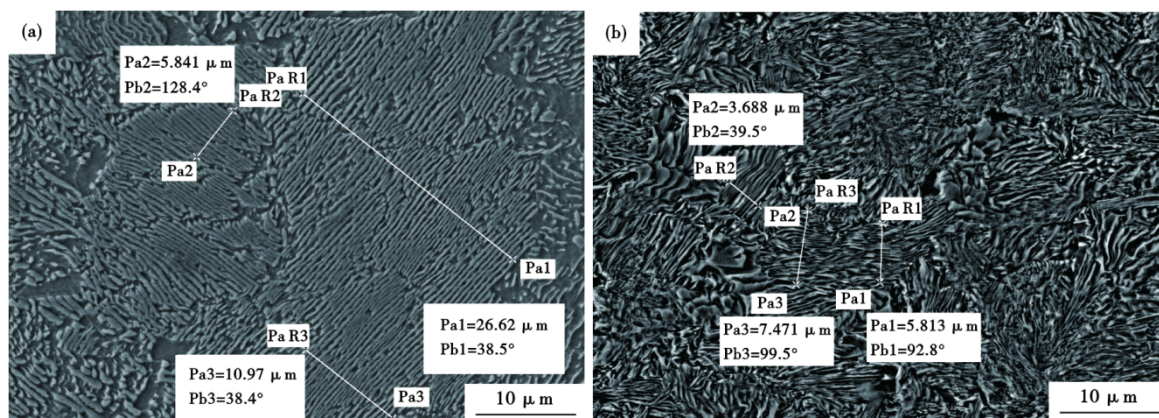 (a)
Pa2=5.841 μm
Pb2=128.4°
Pa R1
Pa R2
Pa2
Pa1
Pa1=26.62 μm
Pb1=38.5°
Pa R3
Pa3=10.97 μm
Pb3=38.4°
Pa3
10 μm
(b)
Pa2=3.688 μm
Pb2=39.5°
Pa R2
Pa R3
Pa R1
Pa2
Pa3
Pa1
Pa3=7.471 μm
Pb3=99.5°
Pa1=5.813 μm
Pb1=92.8°
10 μm